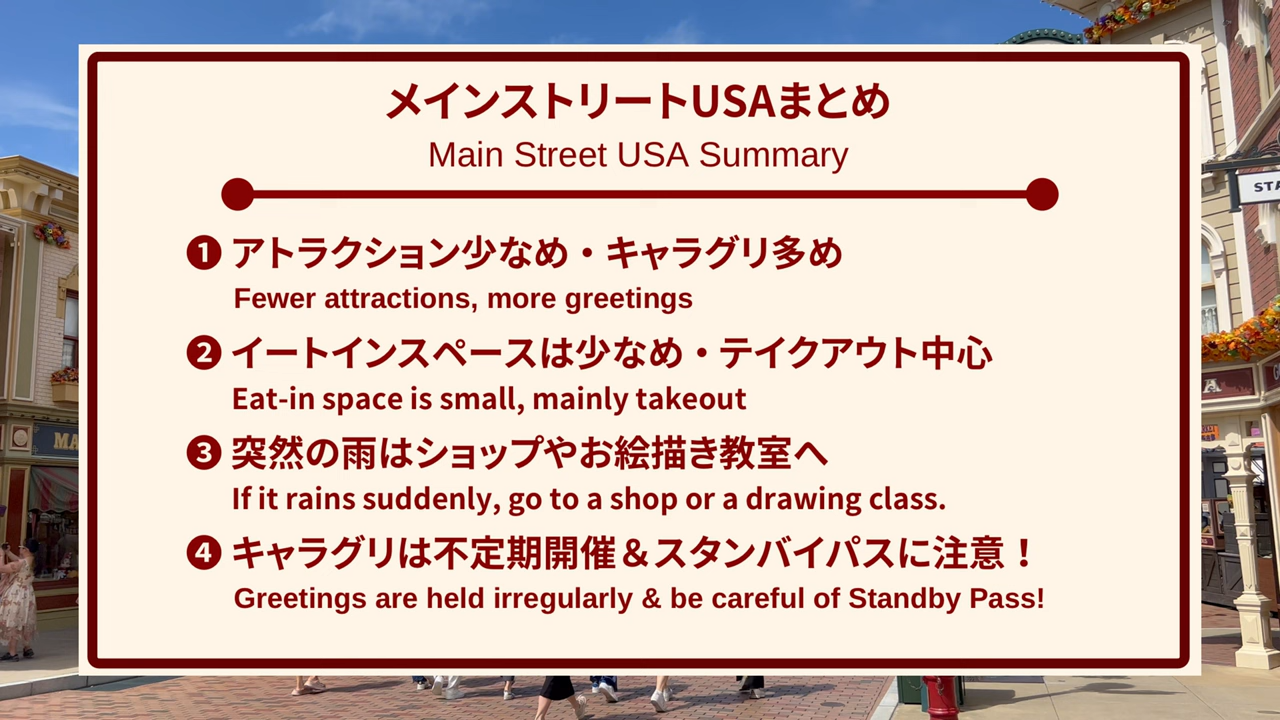 メインストリートUSAまとめ
Main Street USA Summary
❶ アトラクション少なめ・キャラグリ多め
Fewer attractions, more greetings
❷ イートインスペースは少なめ・テイクアウト中心
Eat-in space is small, mainly takeout
❸ 突然の雨はショップやお絵描き教室へ
If it rains suddenly, go to a shop or a drawing class.
❹ キャラグリは不定期開催＆スタンバイパスに注意！
Greetings are held irregularly & be careful of Standby Pass!